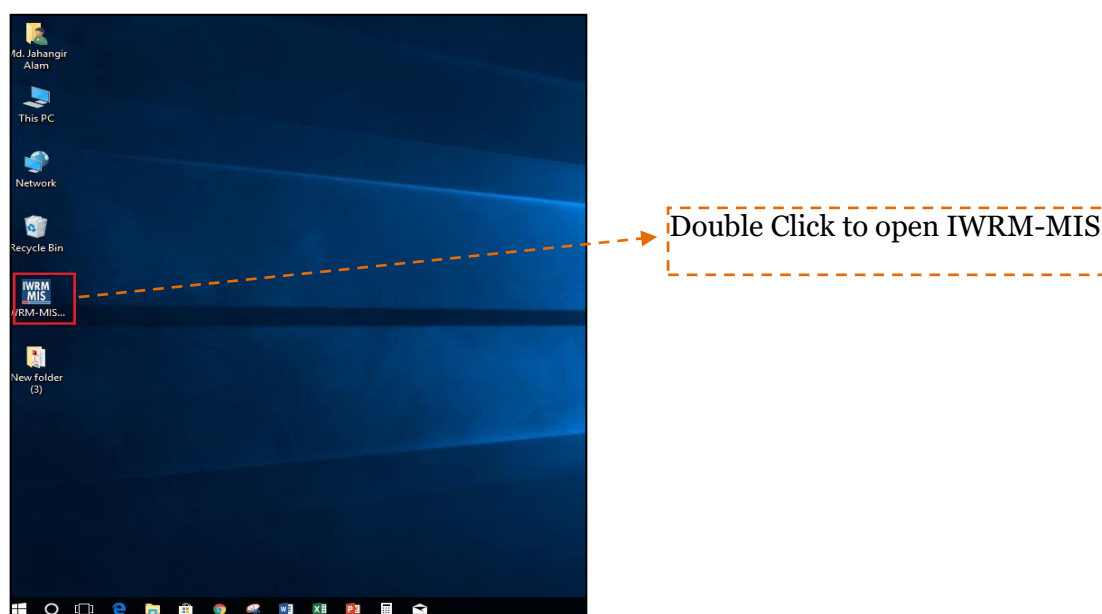 Md. Jahangir
Alam
This PC
Network
Recycle Bin
IWRM
MIS
WRM-MIS...
New folder
(3)
Double Click to open IWRM-MIS